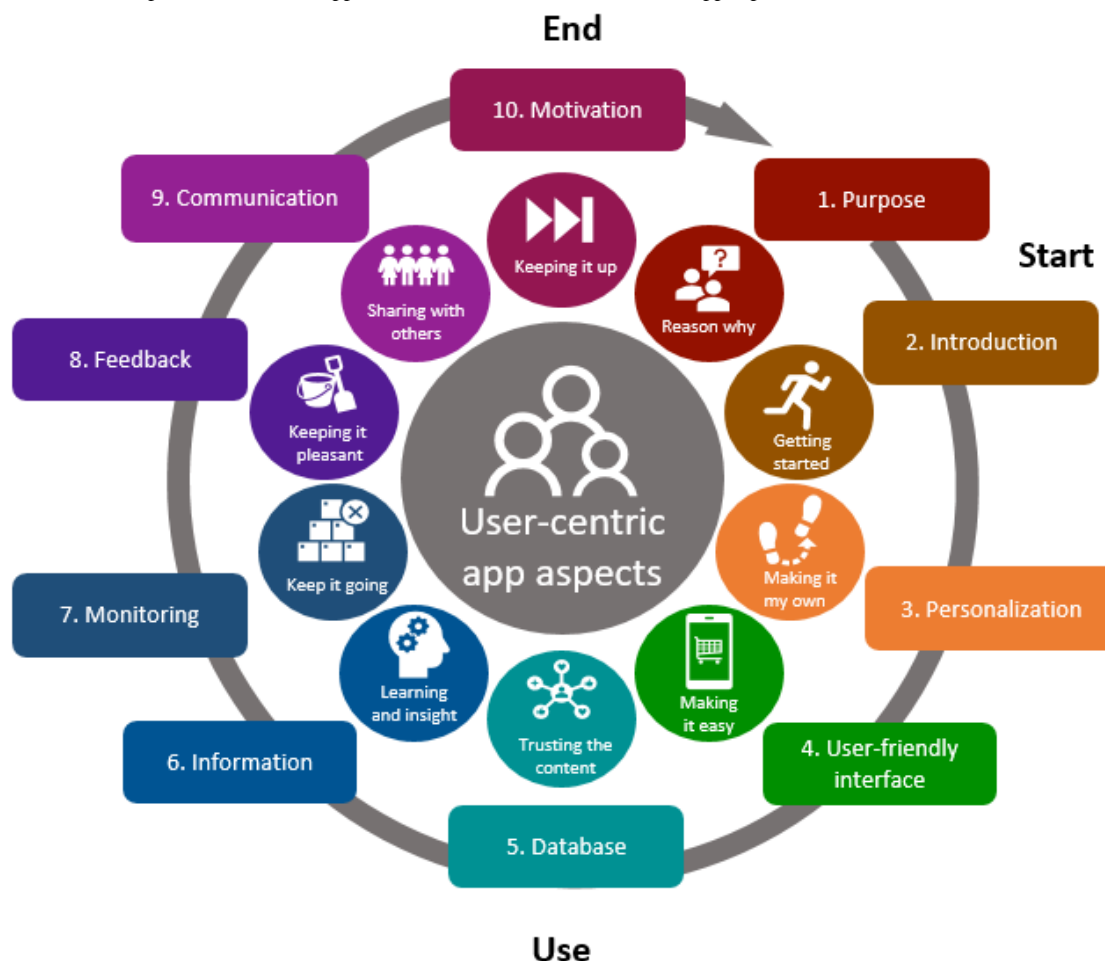 End
10. Motivation
9. Communication
1. Purpose
Start
Keeping it up
Sharing with
others
Reason why
?
8. Feedback
2. Introduction
Keeping it
pleasant
Getting
started
User-centric
app aspects
Keep it going
Making it
my own
7. Monitoring
3. Personalization
Learning
and insight
Making
it easy
Trusting the
content
6. Information
4. User-friendly
interface
5. Database
Use